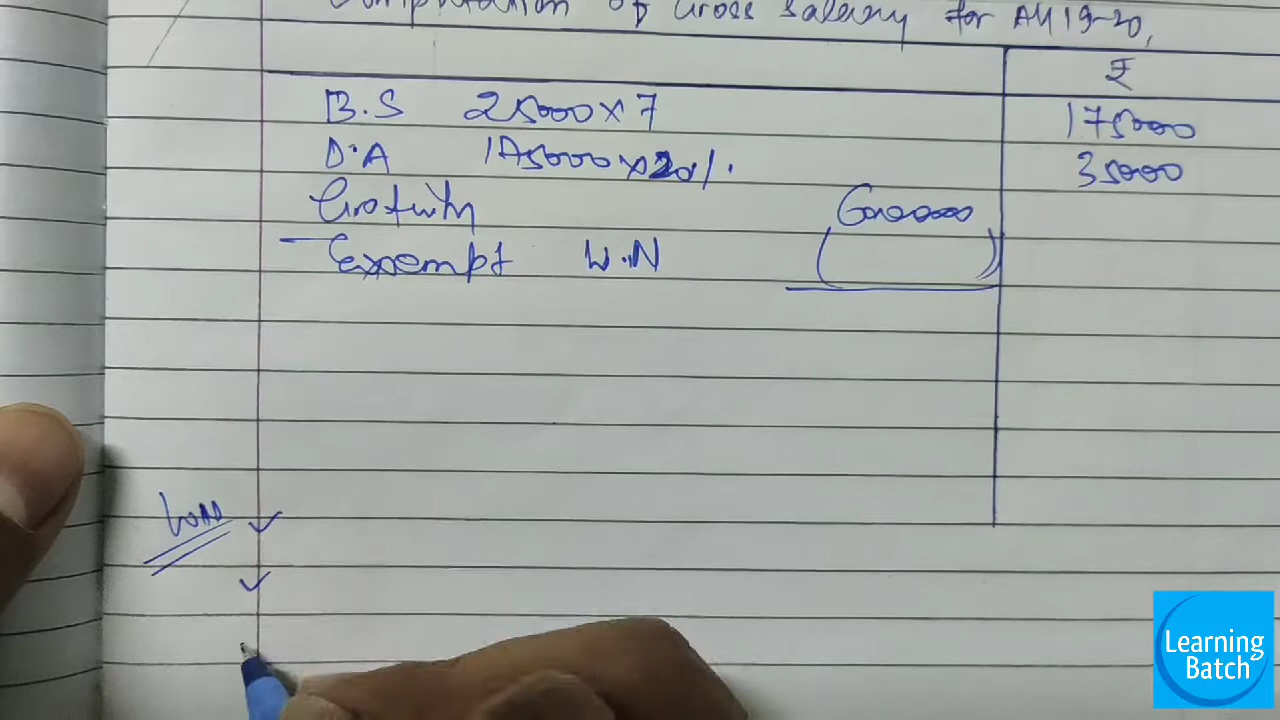 Computation of Gross Salary for AY 19-20,
₹
B.S 25000×7 175000
D.A 175000×20%. 35000
Gratuity 600000
- Exempt W.N ( )
Less
Learning
Batch